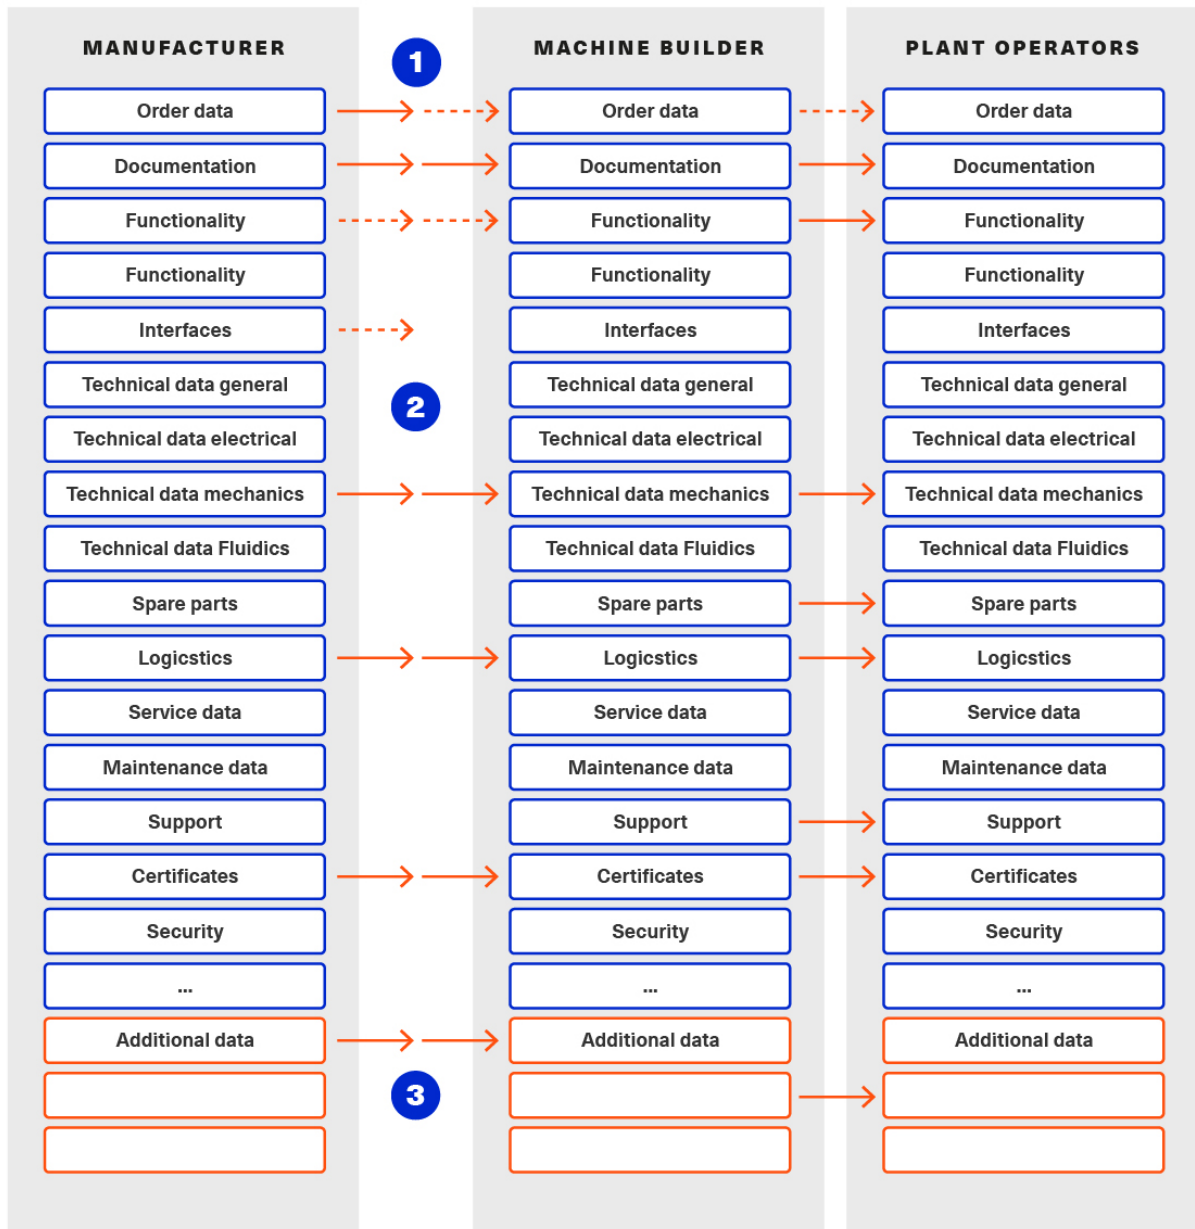 MANUFACTURER
1
MACHINE BUILDER
PLANT OPERATORS
Order data
Order data
Order data
Documentation
Documentation
Documentation
Functionality
Functionality
Functionality
Functionality
Functionality
Functionality
Interfaces
Interfaces
Interfaces
Technical data general
2
Technical data general
Technical data general
Technical data electrical
Technical data electrical
Technical data electrical
Technical data mechanics
Technical data mechanics
Technical data mechanics
Technical data Fluidics
Technical data Fluidics
Technical data Fluidics
Spare parts
Spare parts
Spare parts
Logicstics
Logicstics
Logicstics
Service data
Service data
Service data
Maintenance data
Maintenance data
Maintenance data
Support
Support
Support
Certificates
Certificates
Certificates
Security
Security
Security
...
...
...
Additional data
Additional data
Additional data
3